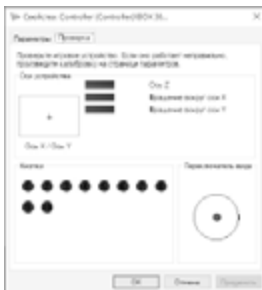 Свойства: Controller (Controller(XBOX 36...
Параметры Проверка
Проверьте игровое устройство. Если оно работает неправильно,
произведите калибровку на странице параметров.
Оси устройства
Ось Z
Вращение вокруг оси X
Вращение вокруг оси Y
Ось X / Ось Y
Кнопки
Переключатель вида
OK Отмена Применить